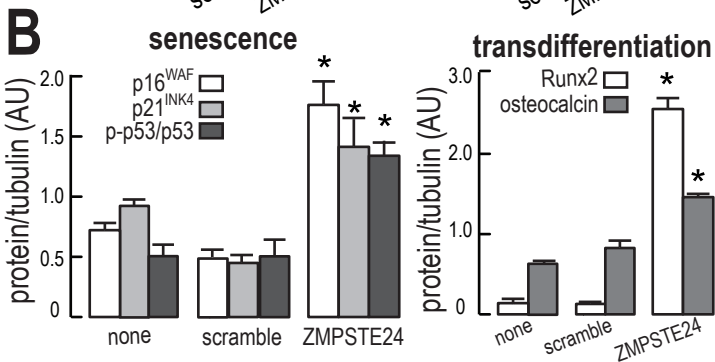 B
senescence
protein/tubulin (AU)
2.0
1.5
1.0
0.5
0
p16WAF
p21INK4
p-p53/p53
*
*
*
none
scramble
ZMPSTE24
transdifferentiation
protein/tubulin (AU)
3.0
2.0
1.0
0
Runx2
osteocalcin
*
*
none
scramble
ZMPSTE24